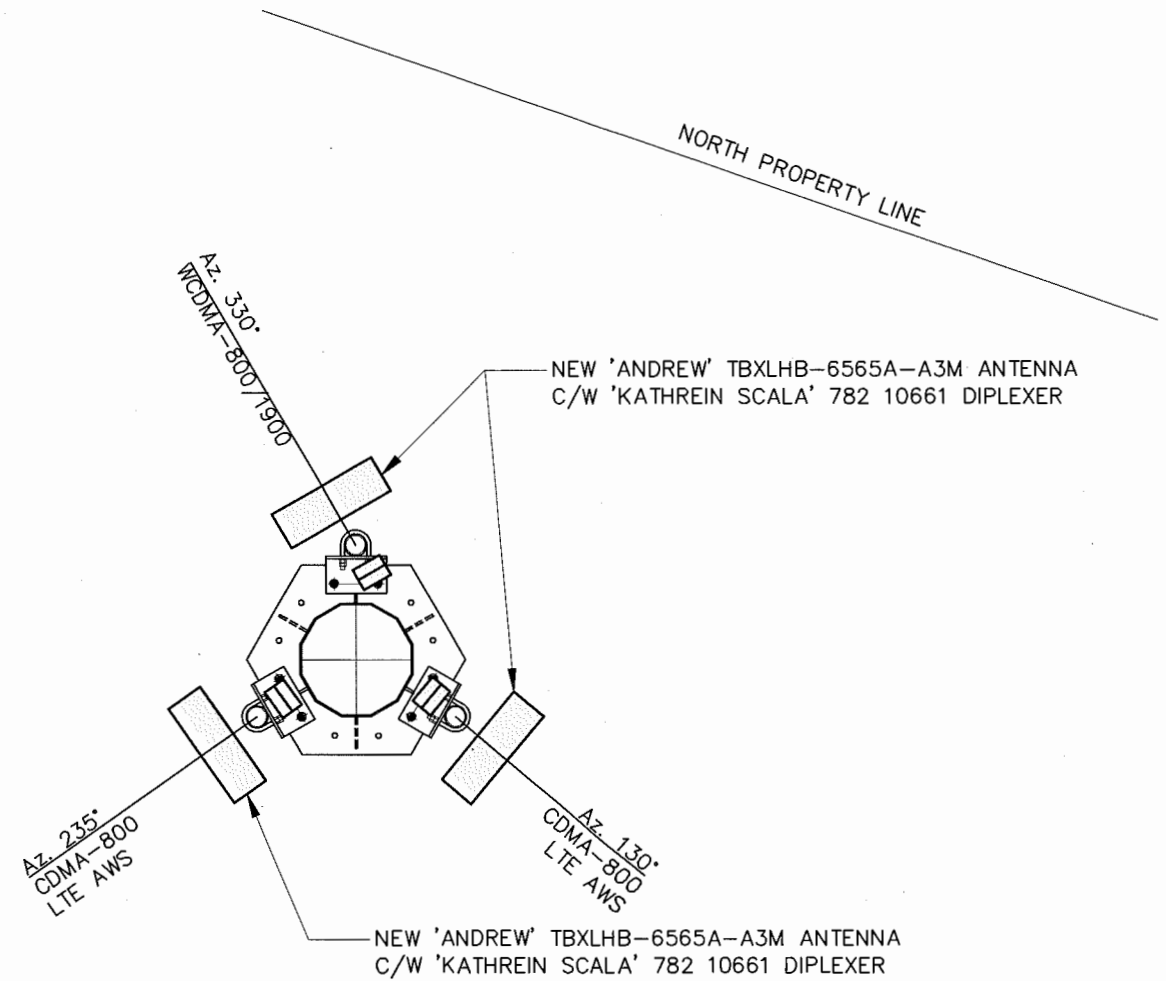 NORTH PROPERTY LINE
Az. 330°
WCDMA-800/1900
NEW 'ANDREW' TBXLHB-6565A-A3M ANTENNA
C/W 'KATHREIN SCALA' 782 10661 DIPLEXER
Az. 235°
CDMA-800
LTE AWS
Az. 130°
CDMA-800
LTE AWS
NEW 'ANDREW' TBXLHB-6565A-A3M ANTENNA
C/W 'KATHREIN SCALA' 782 10661 DIPLEXER